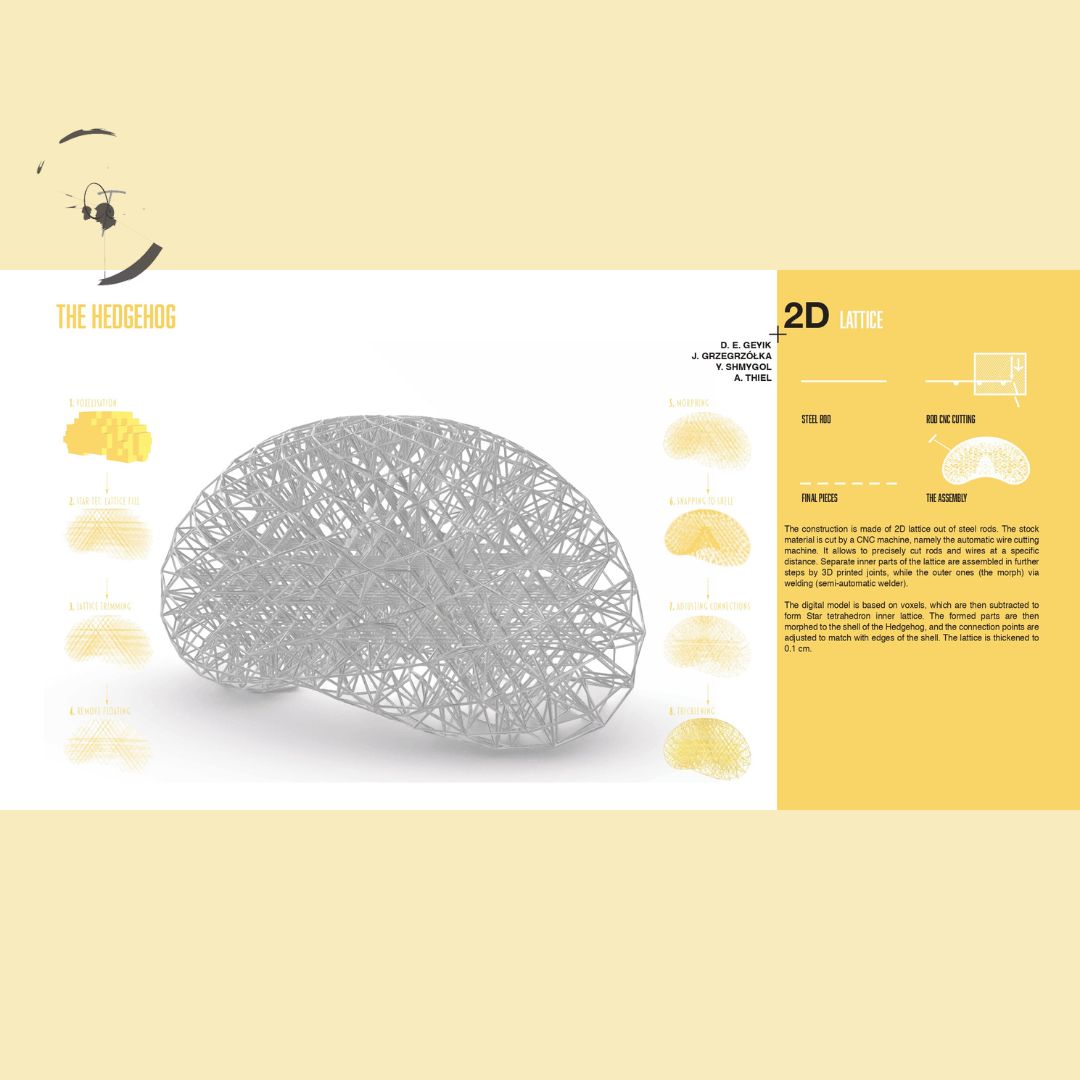 THE HEDGEHOG
D. E. GEYIK
J. GRZEGRZÓŁKA
Y. SHMYGOL
A. THIEL
1. VOXELISATION
2. STAR TET. LATTICE FILL
3. LATTICE TRIMMING
4. REMOVE FLOATING
5. MORPHING
6. SNAPPING TO SHELL
7. ADJUSTING CONNECTIONS
8. THICKENING
2D LATTICE
STEEL ROD
ROD CNC CUTTING
FINAL PIECES
THE ASSEMBLY
The construction is made of 2D lattice out of steel rods. The stock
material is cut by a CNC machine, namely the automatic wire cutting
machine. It allows to precisely cut rods and wires at a specific
distance. Separate inner parts of the lattice are assembled in further
steps by 3D printed joints, while the outer ones (the morph) via
welding (semi-automatic welder).
The digital model is based on voxels, which are then subtracted to
form Star tetrahedron inner lattice. The formed parts are then
morphed to the shell of the Hedgehog, and the connection points are
adjusted to match with edges of the shell. The lattice is thickened to
0.1 cm.